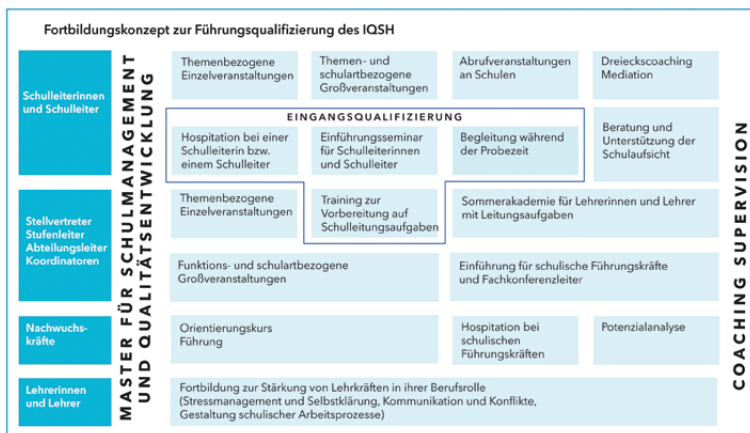 Fortbildungskonzept zur Führungsqualifizierung des IQSH
Schulleiterinnen
und Schulleiter
MASTER FÜR SCHULMANAGEMENT
UND QUALITÄTSENTWICKLUNG
Themenbezogene
Einzelveranstaltungen
Themen- und
schulartbezogene
Großveranstaltungen
Abrufveranstaltungen
an Schulen
Dreieckscoaching
Mediation
EINGANGSQUALIFIZIERUNG
Hospitation bei einer
Schulleiterin bzw.
einem Schulleiter
Einführungsseminar
für Schulleiterinnen
und Schulleiter
Begleitung während
der Probezeit
Beratung und
Unterstützung der
Schulaufsicht
Stellvertreter
Stufenleiter
Abteilungsleiter
Koordinatoren
Themenbezogene
Einzelveranstaltungen
Training zur
Vorbereitung auf
Schulleitungsaufgaben
Sommerakademie für Lehrerinnen und Lehrer
mit Leitungsaufgaben
Funktions- und schulartbezogene
Großveranstaltungen
Einführung für schulische Führungskräfte
und Fachkonferenzleiter
Nachwuchs-
kräfte
Orientierungskurs
Führung
Hospitation bei
schulischen
Führungskräften
Potenzialanalyse
Lehrerinnen
und Lehrer
Fortbildung zur Stärkung von Lehrkräften in ihrer Berufsrolle
(Stressmanagement und Selbstklärung, Kommunikation und Konflikte,
Gestaltung schulischer Arbeitsprozesse)
COACHING SUPERVISION